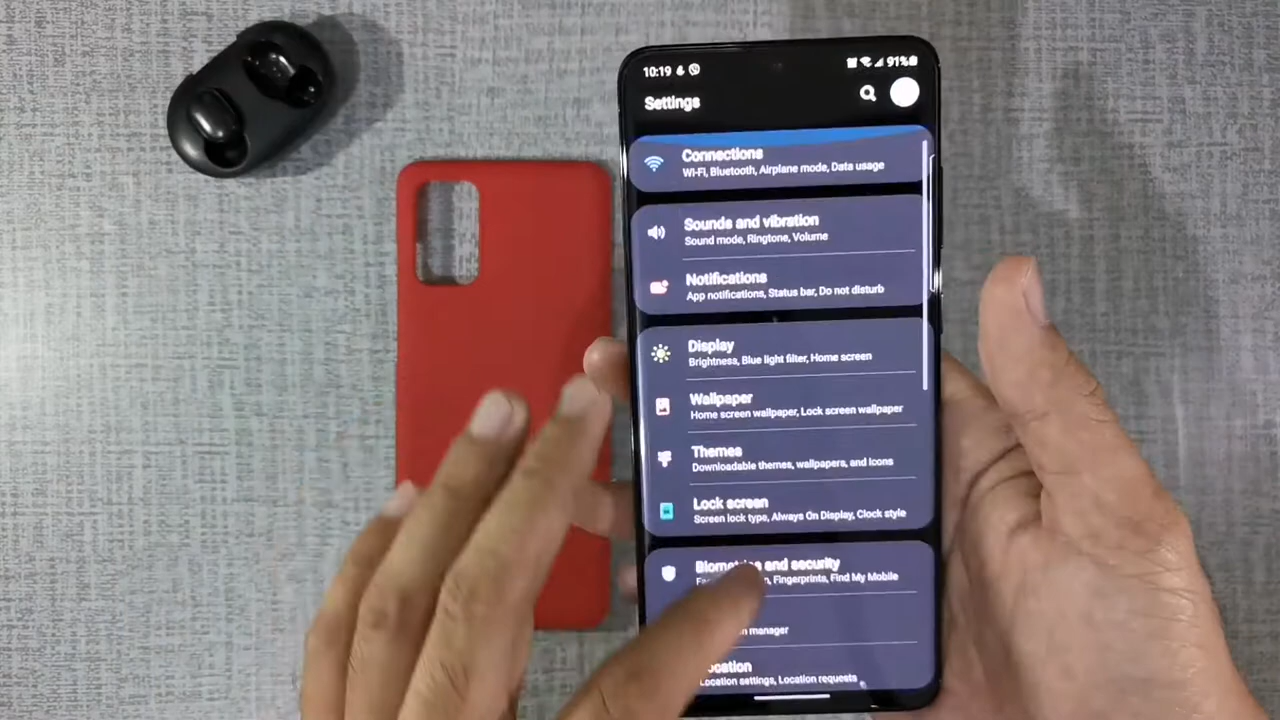 10:19
91%
Settings
Connections
Wi-Fi, Bluetooth, Airplane mode, Data usage
Sounds and vibration
Sound mode, Ringtone, Volume
Notifications
App notifications, Status bar, Do not disturb
Display
Brightness, Blue light filter, Home screen
Wallpaper
Home screen wallpaper, Lock screen wallpaper
Themes
Downloadable themes, wallpapers, and icons
Lock screen
Screen lock type, Always On Display, Clock style
Biometrics and security
Fingerprints, Find My Mobile
manager
Location
Location settings, Location requests